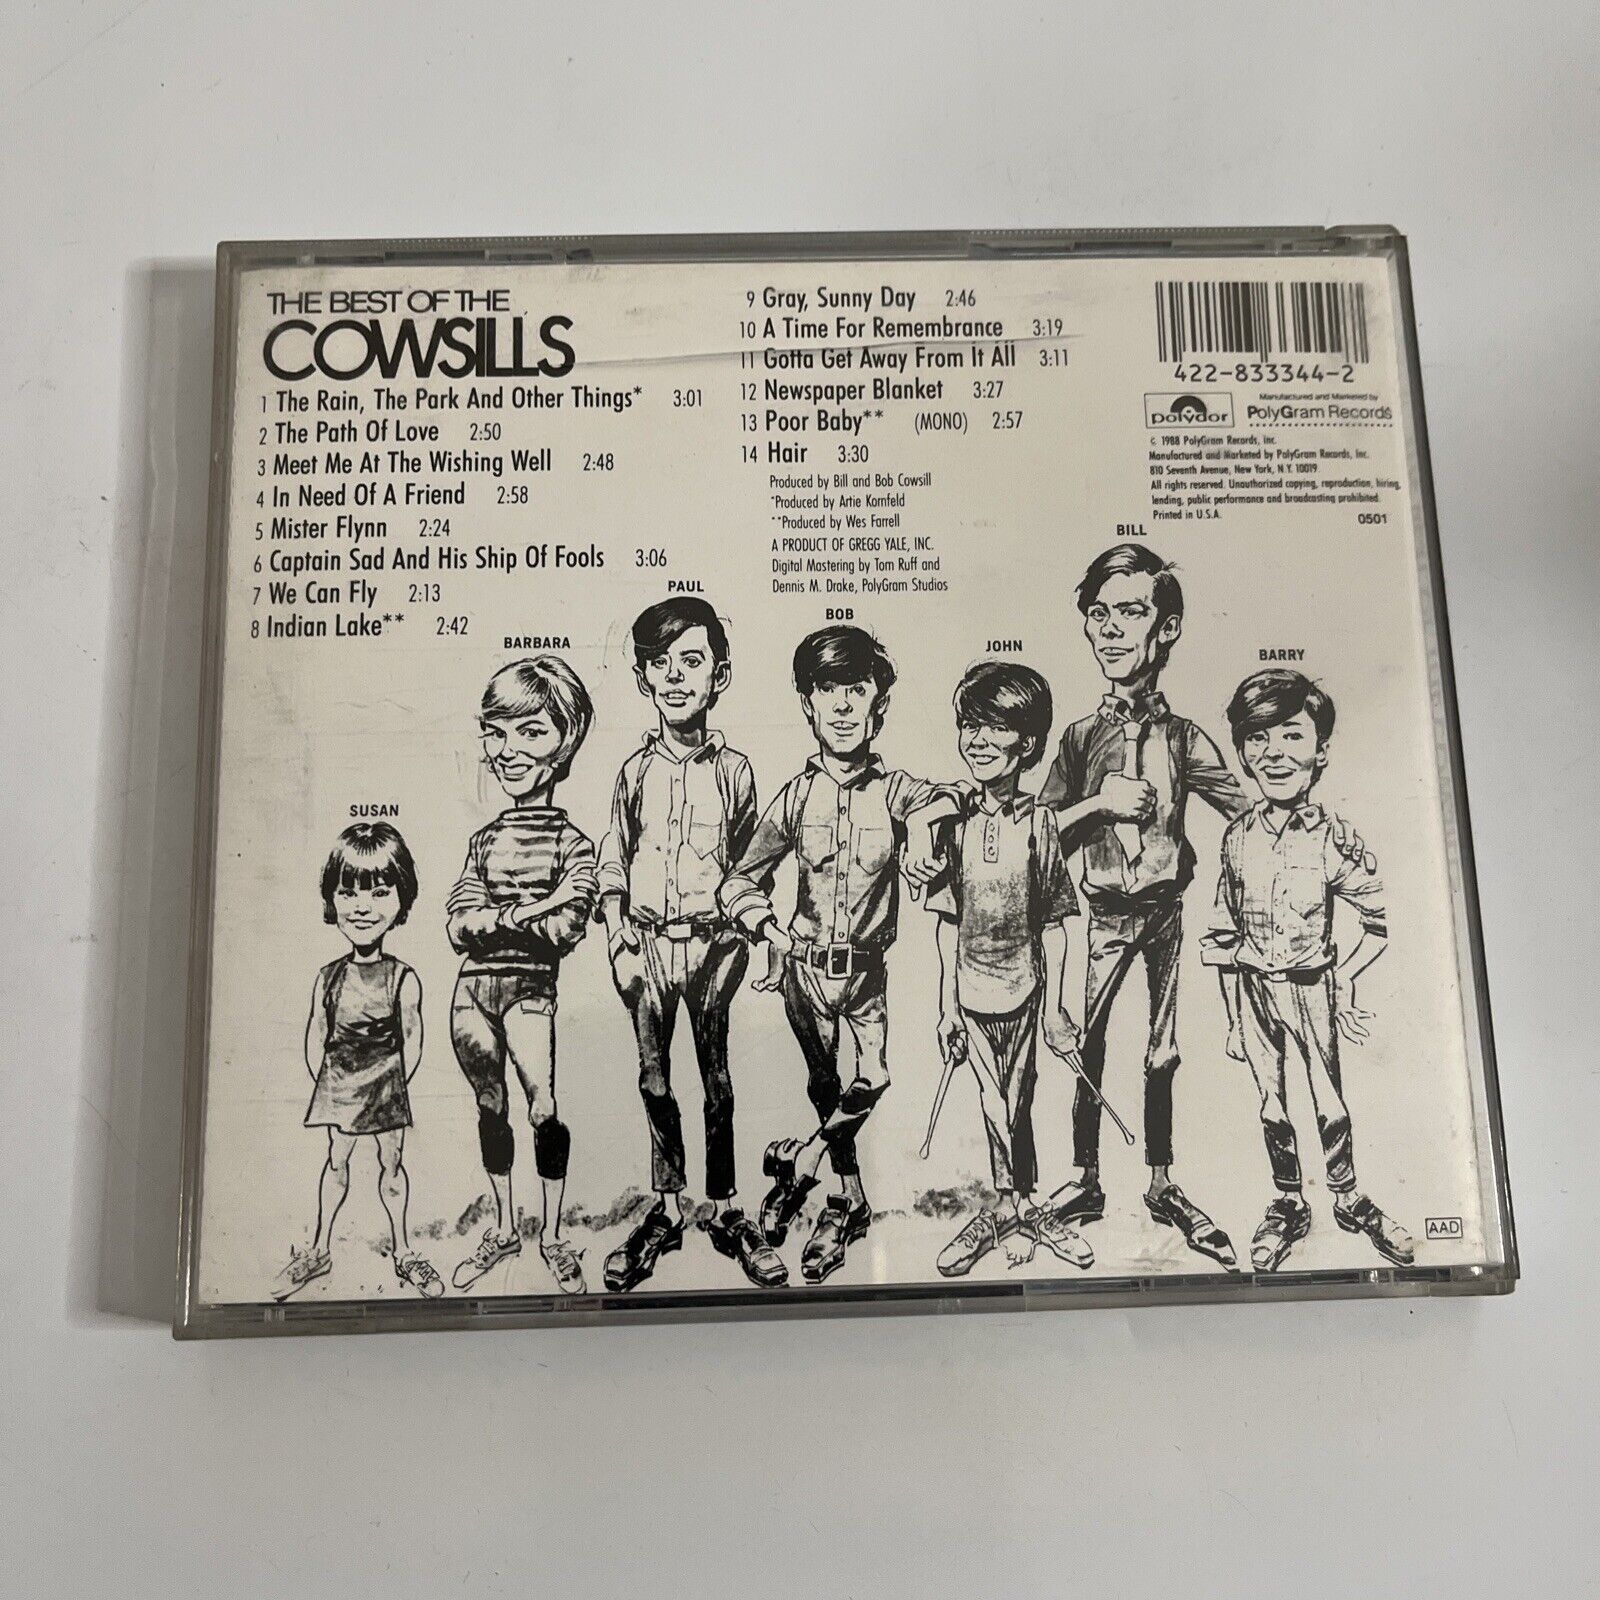 THE BEST OF THE
COWSILLS
1 The Rain, The Park And Other Things* 3:01
2 The Path Of Love 2:50
3 Meet Me At The Wishing Well 2:48
4 In Need Of A Friend 2:58
5 Mister Flynn 2:24
6 Captain Sad And His Ship Of Fools 3:06
7 We Can Fly 2:13
8 Indian Lake** 2:42
9 Gray, Sunny Day 2:46
10 A Time For Remembrance 3:19
11 Gotta Get Away From It All 3:11
12 Newspaper Blanket 3:27
13 Poor Baby** (MONO) 2:57
14 Hair 3:30
Produced by Bill and Bob Cowsill
*Produced by Artie Kornfeld
**Produced by Wes Farrell
A PRODUCT OF GREGG YALE, INC.
Digital Mastering by Tom Ruff and
Dennis M. Drake, PolyGram Studios
422-833344-2
polydor
Manufactured and Marketed by
PolyGram Records
© 1988 PolyGram Records, Inc.
Manufactured and Marketed by PolyGram Records, Inc.
810 Seventh Avenue, New York, N.Y. 10019
All rights reserved. Unauthorized copying, reproduction, hiring,
lending, public performance and broadcasting prohibited.
Printed in U.S.A.
0501
SUSAN
BARBARA
PAUL
BOB
JOHN
BILL
BARRY
AAD